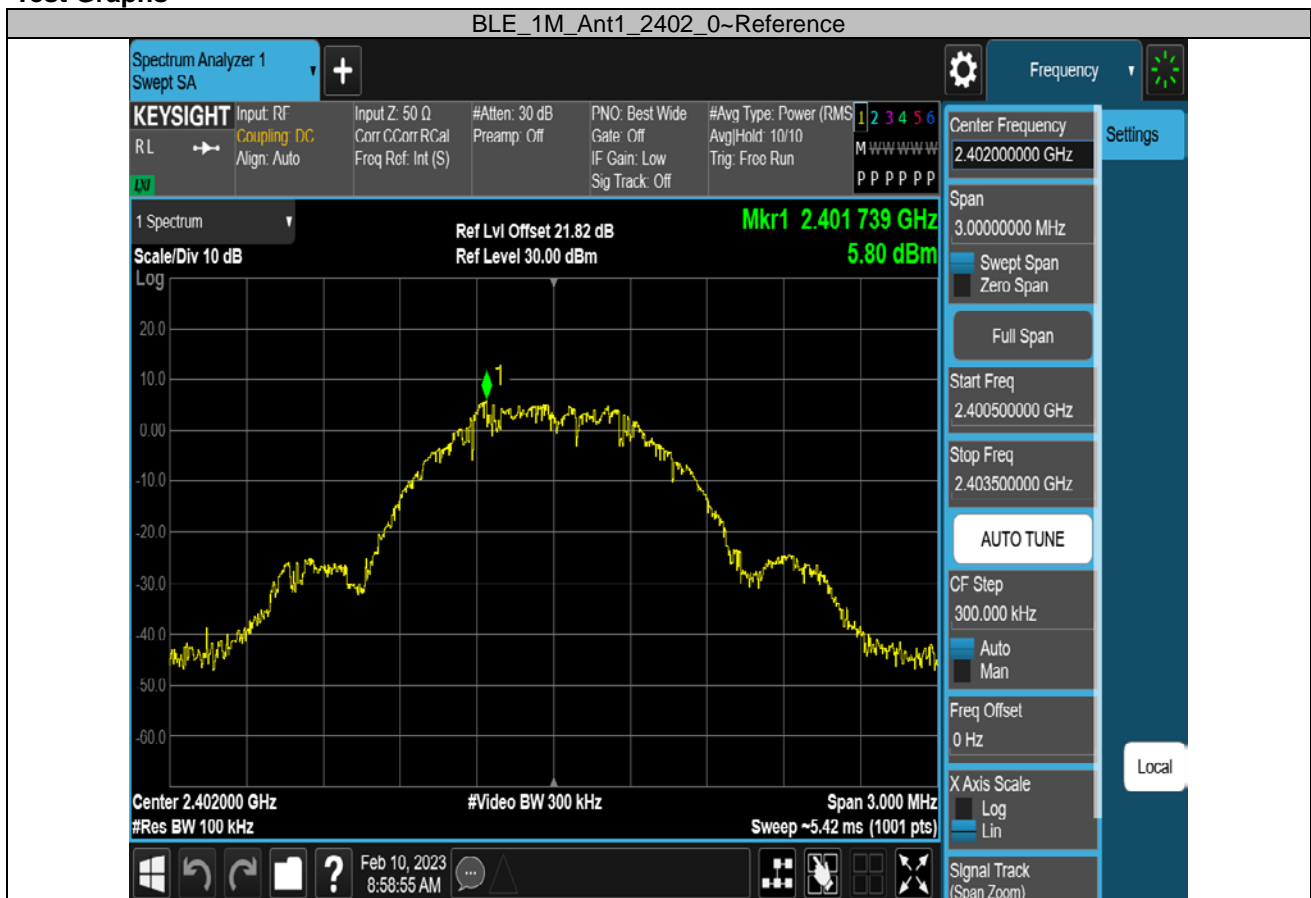 Test Graphs
BLE_1M_Ant1_2402_0~Reference
Spectrum Analyzer 1
Swept SA
+
Frequency
KEYSIGHT
RL
LXI
Input: RF
Coupling: DC
Align: Auto
Input Z: 50 Ω
Corr CCorr RCal
Freq Ref: Int (S)
#Atten: 30 dB
Preamp: Off
PNO: Best Wide
Gate: Off
IF Gain: Low
Sig Track: Off
#Avg Type: Power (RMS
Avg|Hold: 10/10
Trig: Free Run
1 2 3 4 5 6
M W W W W W
P P P P P P
1 Spectrum
Scale/Div 10 dB
Log
Ref Lvl Offset 21.82 dB
Ref Level 30.00 dBm
Mkr1 2.401 739 GHz
5.80 dBm
20.0
10.0
0.00
-10.0
-20.0
-30.0
-40.0
-50.0
-60.0
1
Center 2.402000 GHz
#Res BW 100 kHz
#Video BW 300 kHz
Span 3.000 MHz
Sweep ~5.42 ms (1001 pts)
Feb 10, 2023
8:58:55 AM
Center Frequency
2.402000000 GHz
Settings
Span
3.00000000 MHz
Swept Span
Zero Span
Full Span
Start Freq
2.400500000 GHz
Stop Freq
2.403500000 GHz
AUTO TUNE
CF Step
300.000 kHz
Auto
Man
Freq Offset
0 Hz
X Axis Scale
Log
Lin
Local
Signal Track
(Span Zoom)